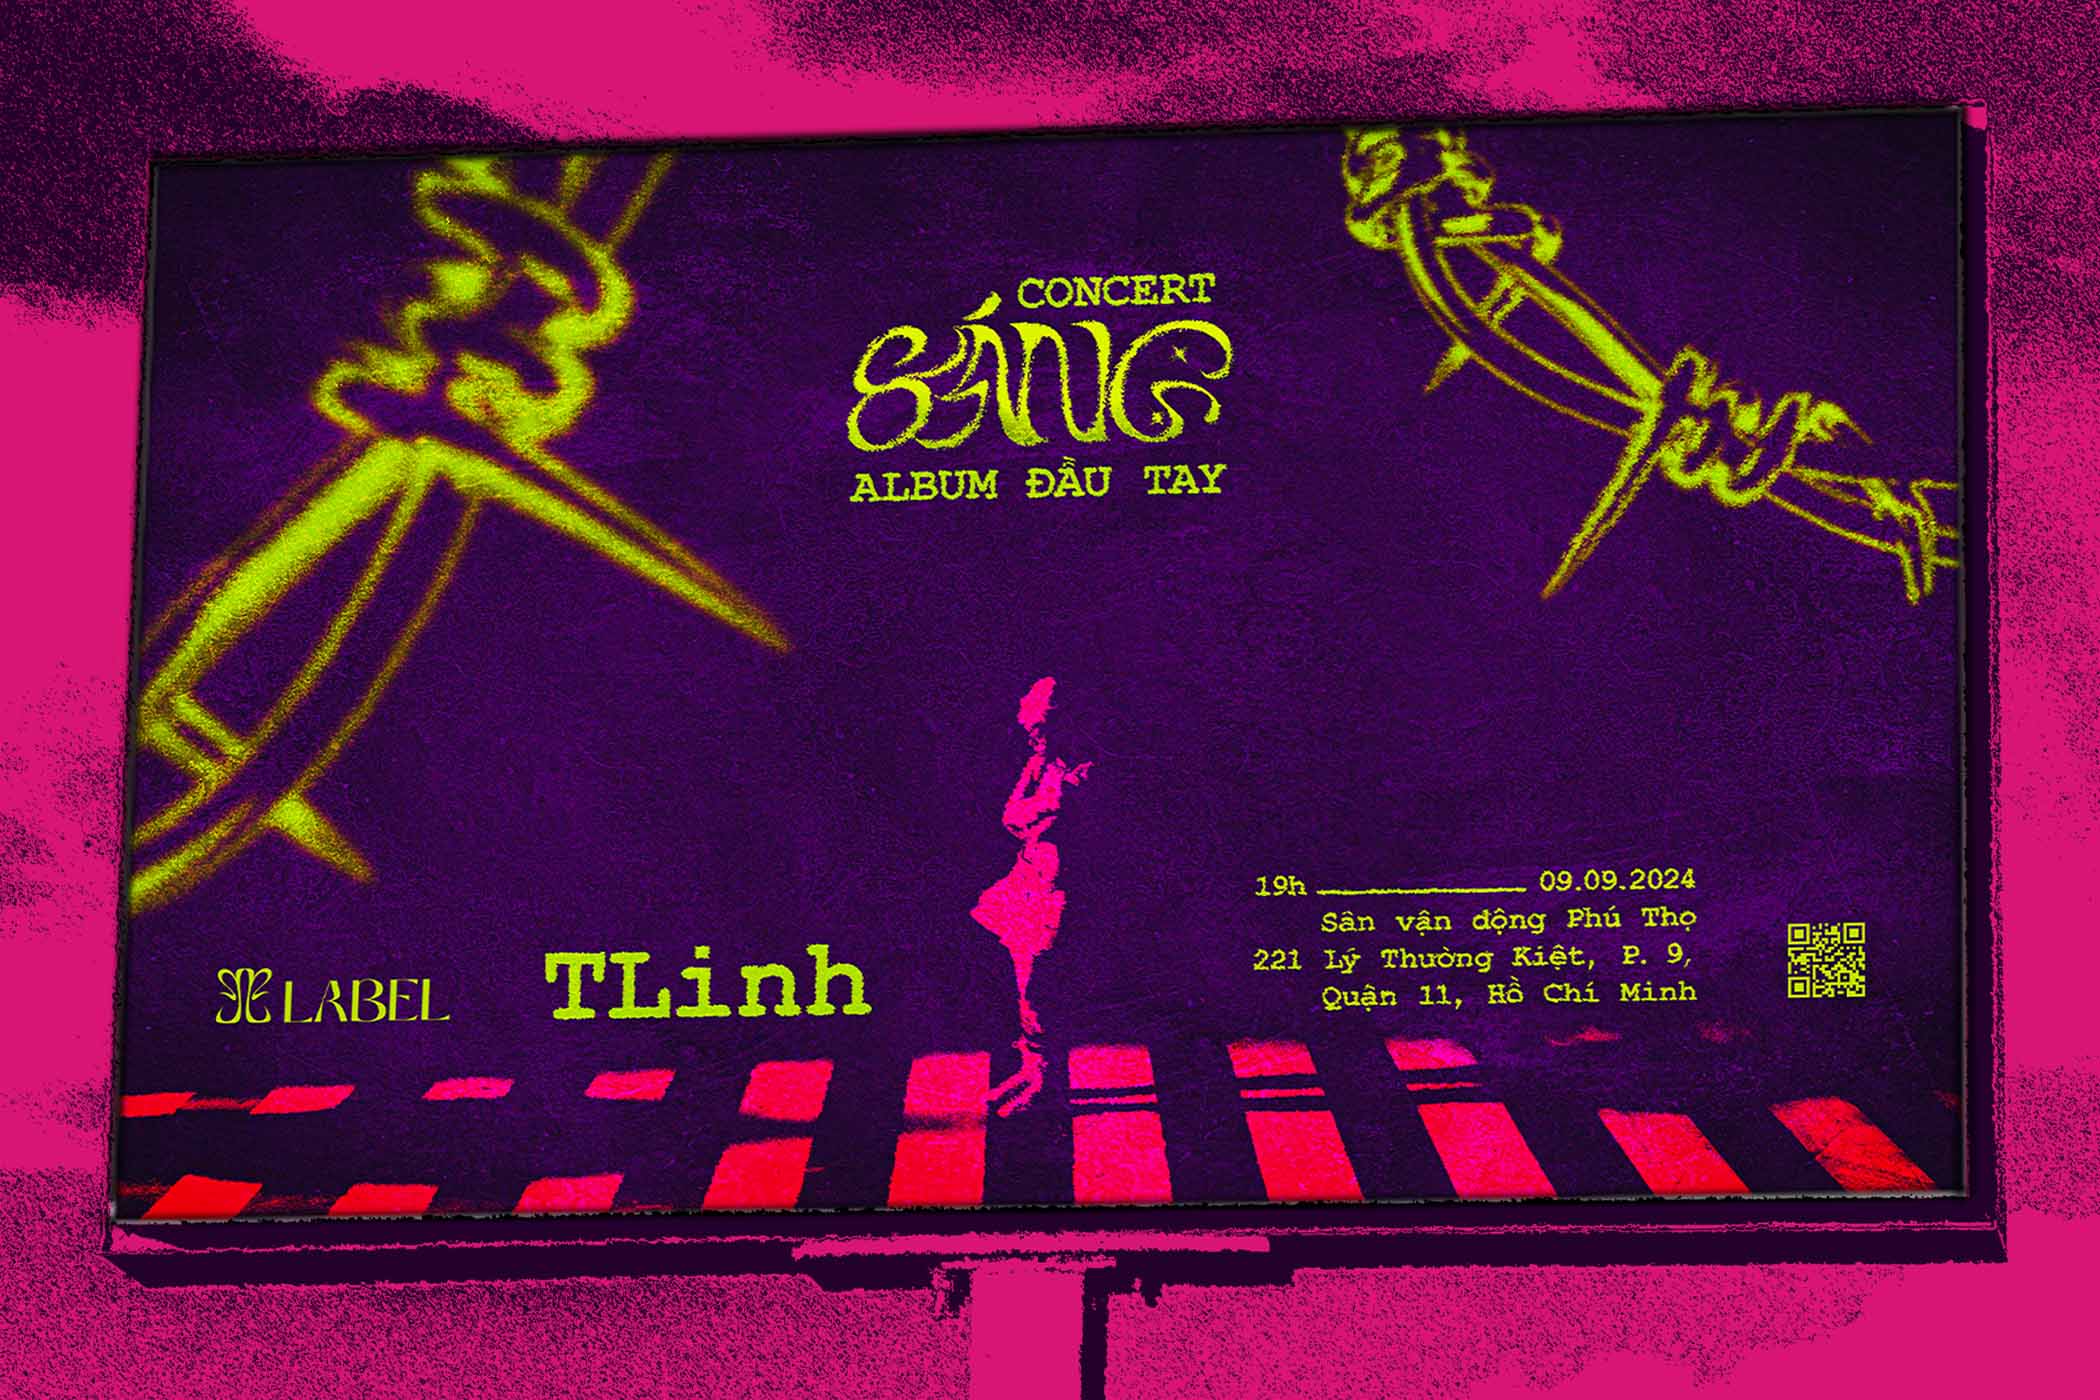 CONCERT
SÁNG
ALBUM ĐẦU TAY
LABEL
TLinh
19h 09.09.2024
Sân vận động Phú Thọ
221 Lý Thường Kiệt, P. 9,
Quận 11, Hồ Chí Minh